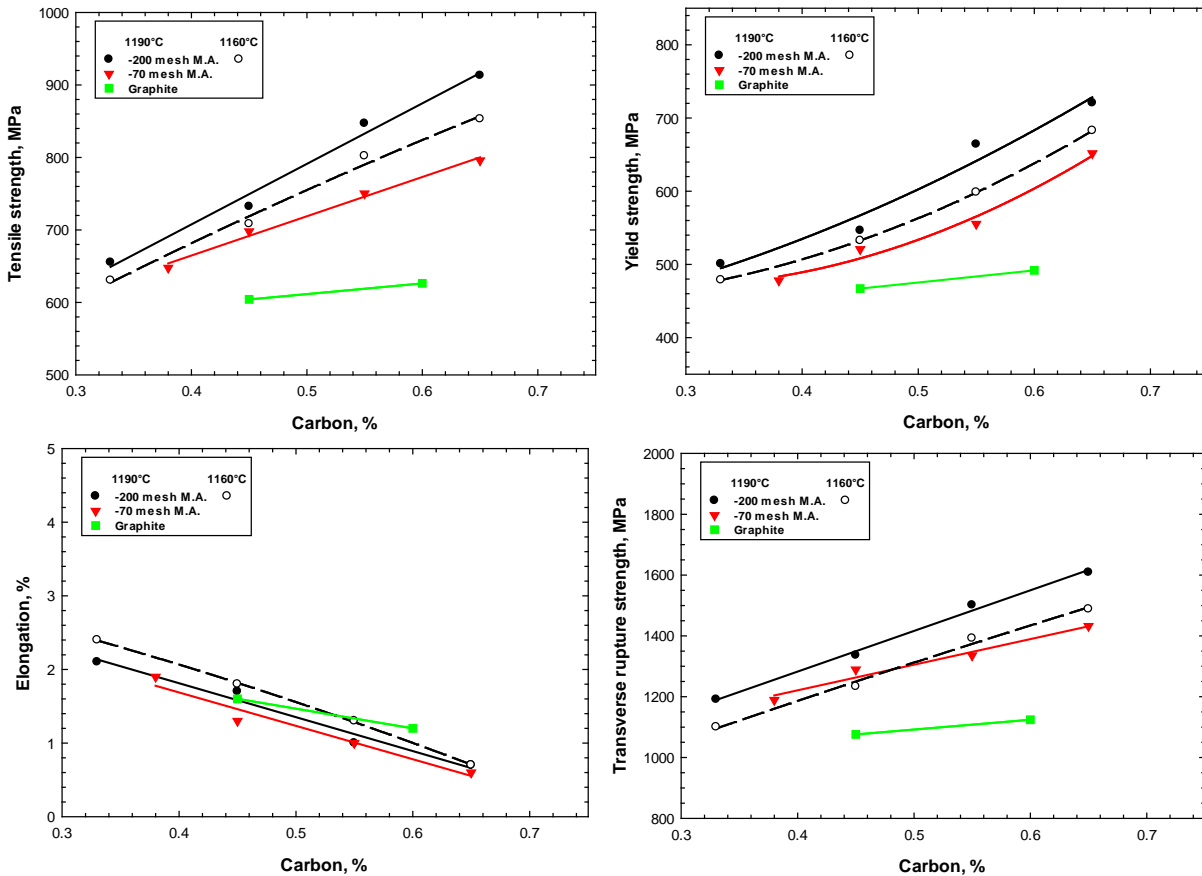 1000
900
800
700
600
500
Tensile strength, MPa
1190°C 1160°C
-200 mesh M.A.
-70 mesh M.A.
Graphite
0.3 0.4 0.5 0.6 0.7
Carbon, %
800
700
600
500
400
Yield strength, MPa
1190°C 1160°C
-200 mesh M.A.
-70 mesh M.A.
Graphite
0.3 0.4 0.5 0.6 0.7
Carbon, %
5
4
3
2
1
0
Elongation, %
1190°C 1160°C
-200 mesh M.A.
-70 mesh M.A.
Graphite
0.3 0.4 0.5 0.6 0.7
Carbon, %
2000
1800
1600
1400
1200
1000
800
Transverse rupture strength, MPa
1190°C 1160°C
-200 mesh M.A.
-70 mesh M.A.
Graphite
0.3 0.4 0.5 0.6 0.7
Carbon, %